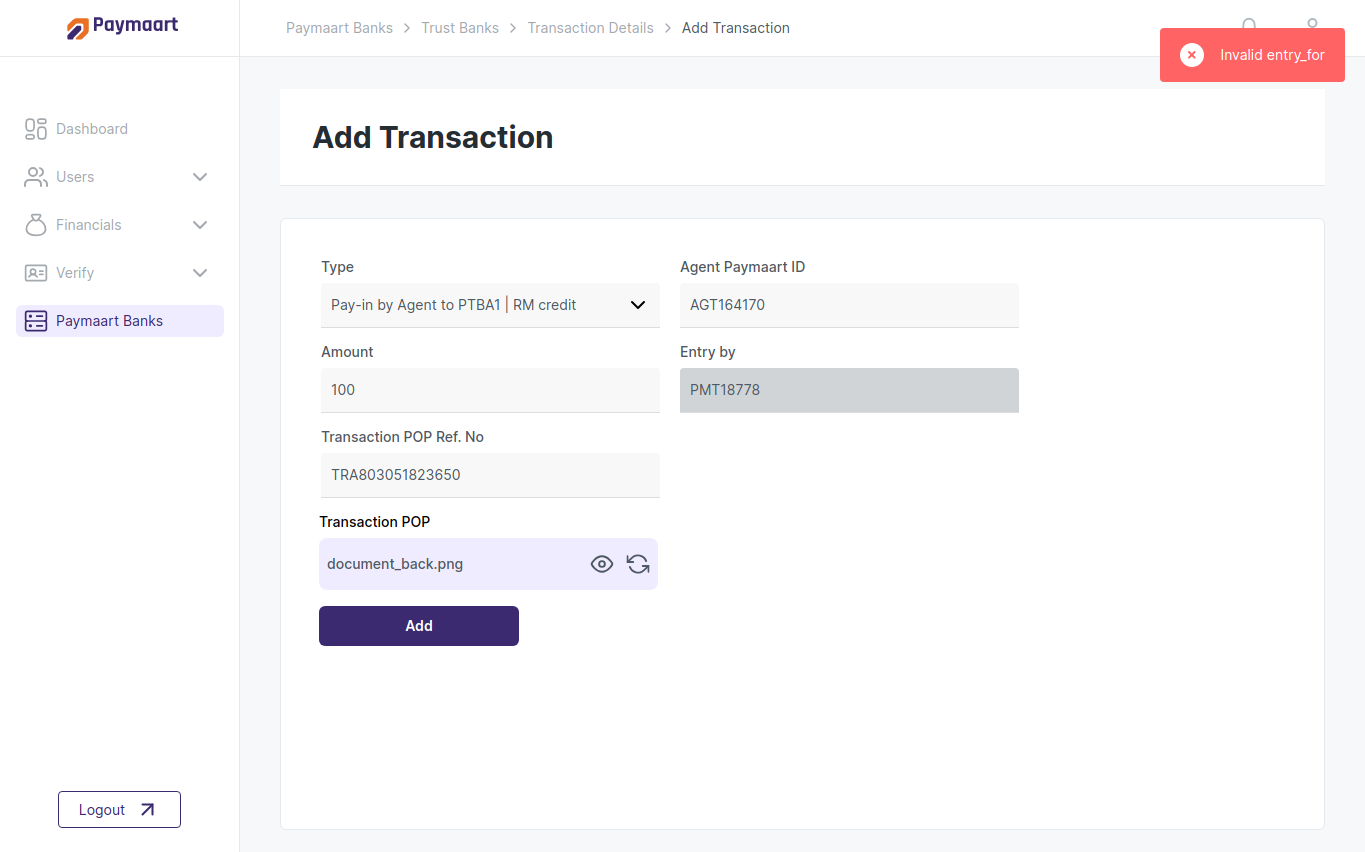 Paymaart
Paymaart Banks > Trust Banks > Transaction Details > Add Transaction
Invalid entry_for
Dashboard
Users
Financials
Verify
Paymaart Banks
Logout
Add Transaction
Type
Agent Paymaart ID
Pay-in by Agent to PTBA1 | RM credit
AGT164170
Amount
Entry by
100
PMT18778
Transaction POP Ref. No
TRA803051823650
Transaction POP
document_back.png
Add